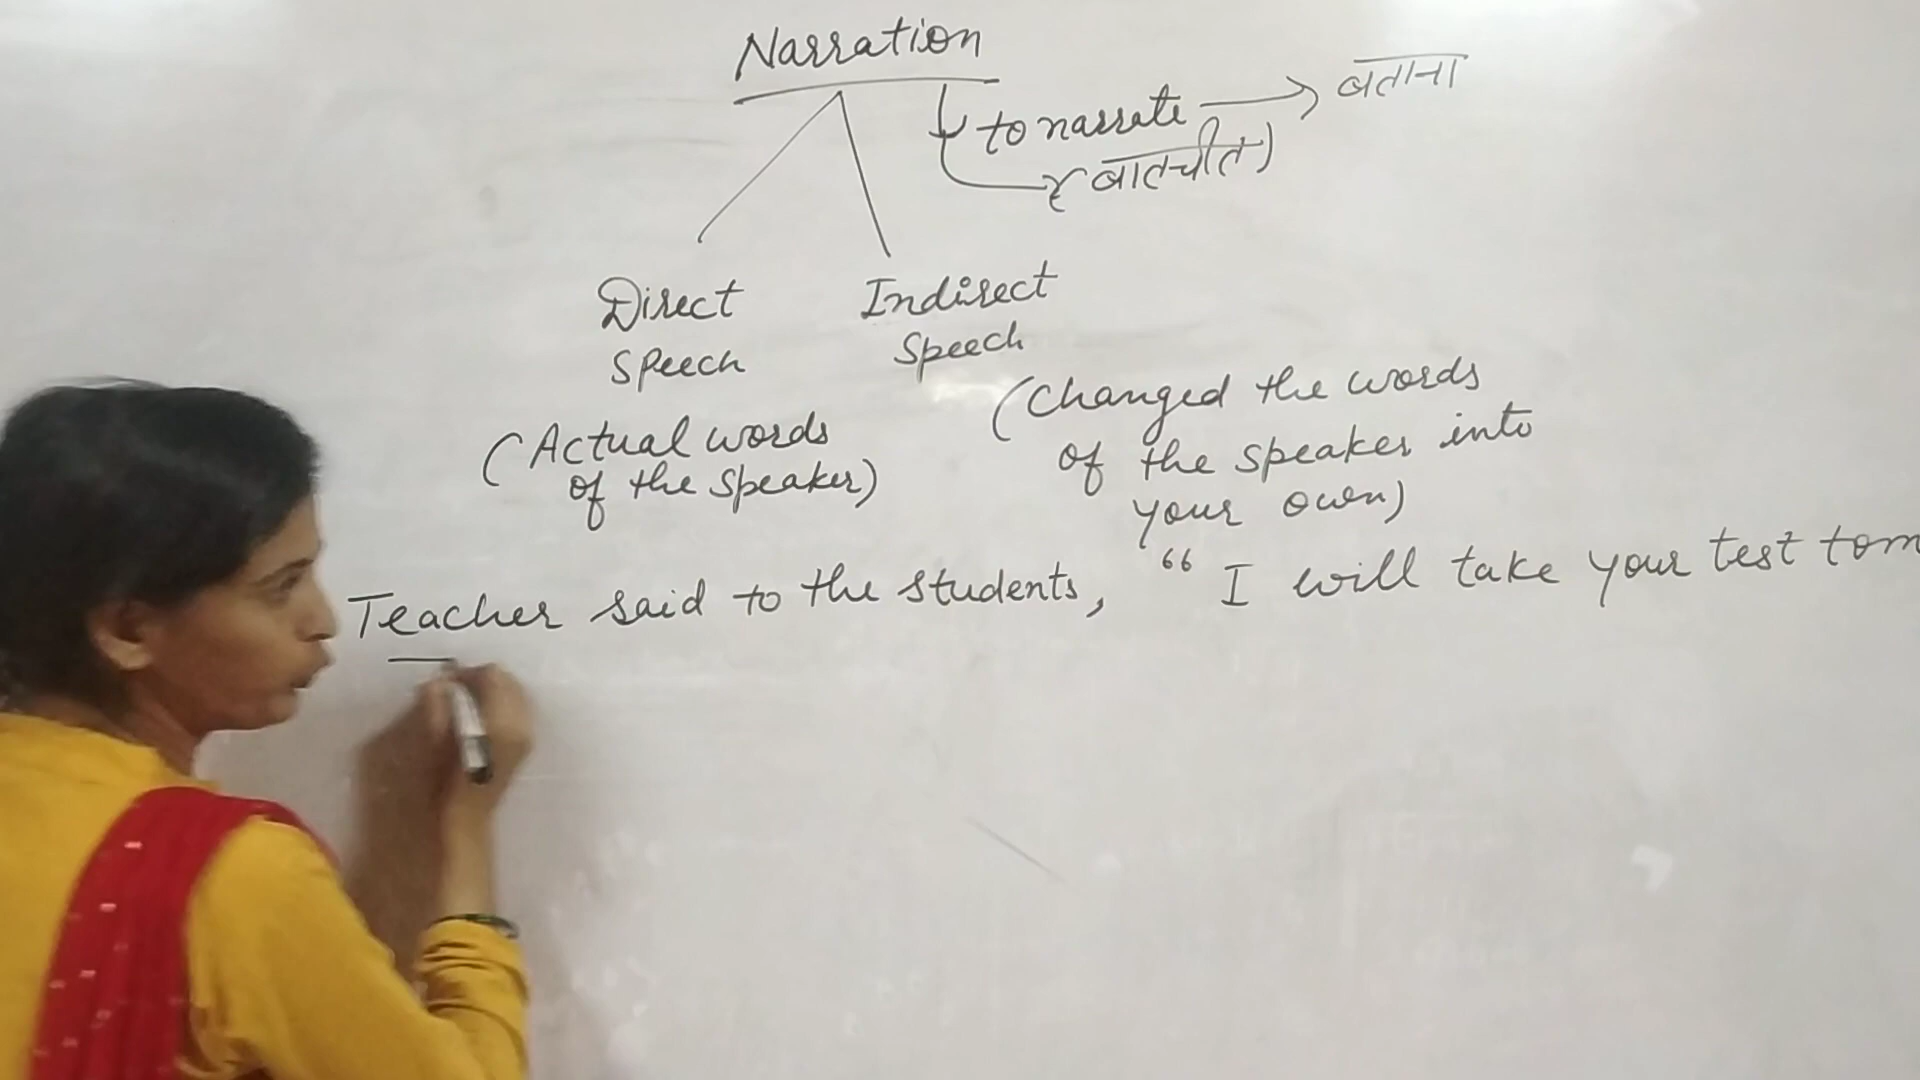 Narration
to narrate → बताना
(बातचीत)
Direct Speech
Indirect Speech
(Actual words
of the speaker)
(Changed the words
of the speaker into
your own)
Teacher said to the students, “ I will take your test tom